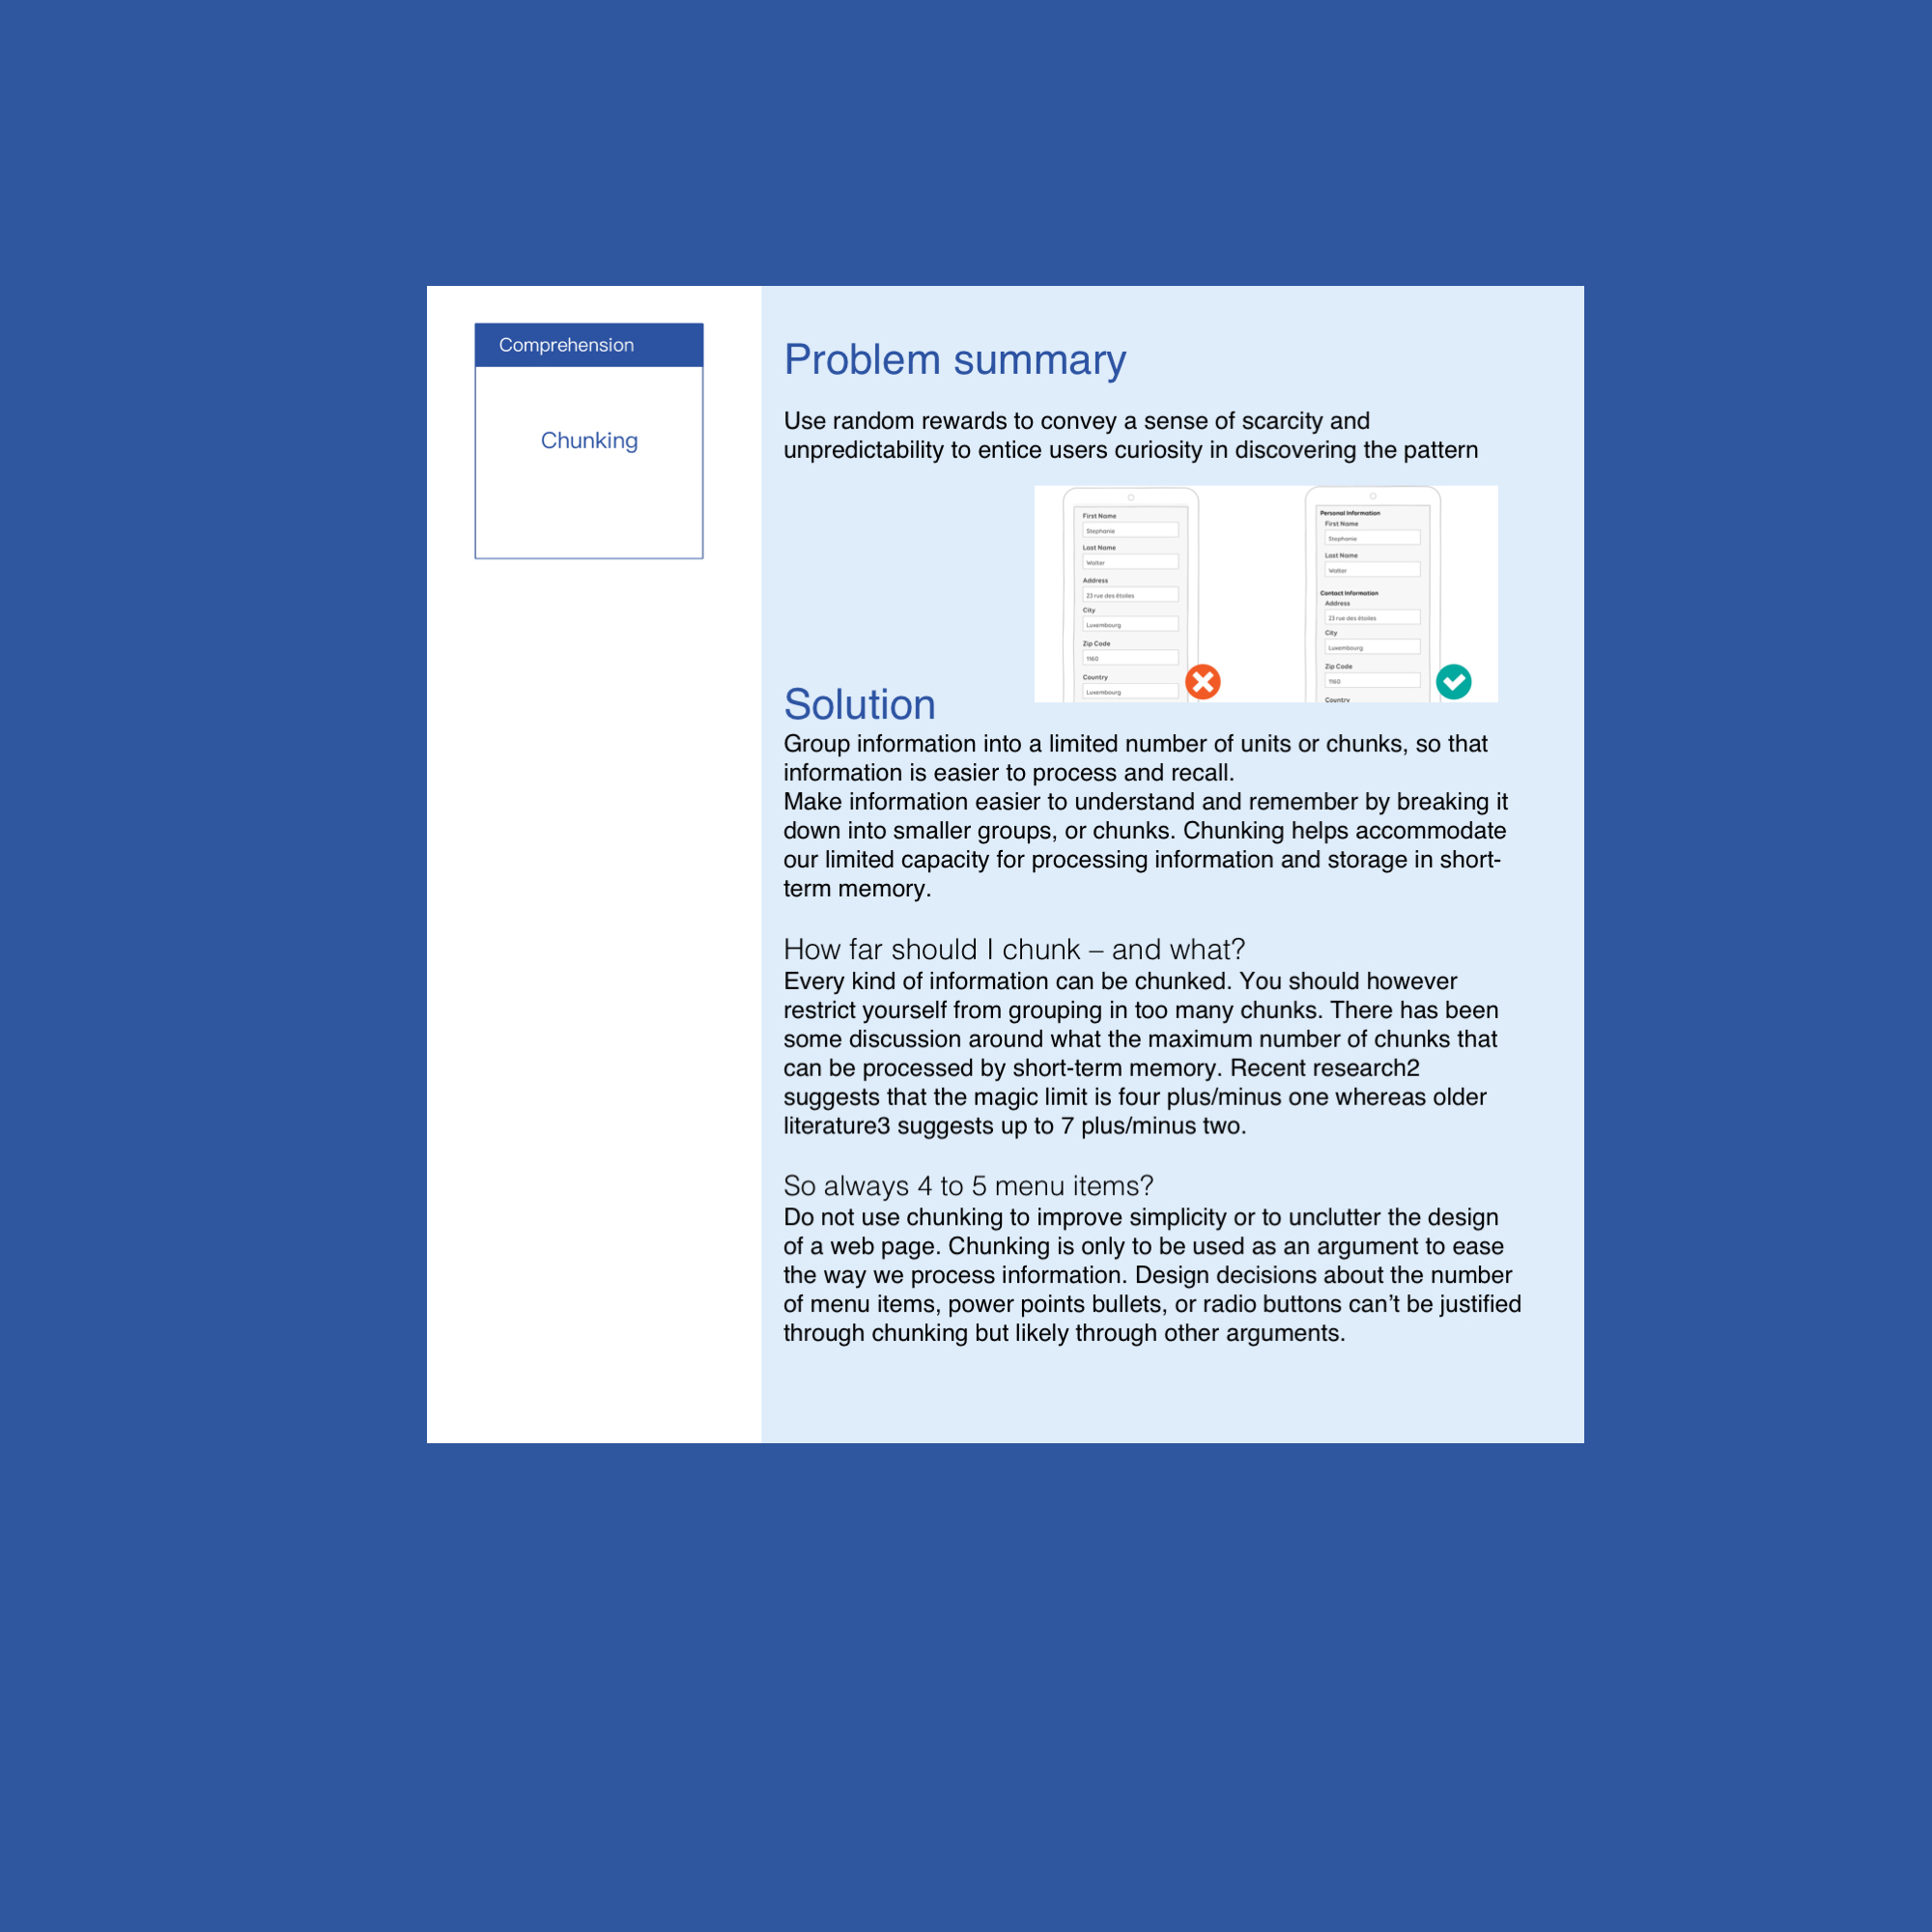 Comprehension
Chunking
Problem summary
Use random rewards to convey a sense of scarcity and
unpredictability to entice users curiosity in discovering the pattern
First Name
Stephanie
Last Name
Walter
Address
23 rue des étoiles
City
Luxembourg
Zip Code
1160
Country
Luxembourg
Personal Information
First Name
Stephanie
Last Name
Walter
Contact Information
Address
23 rue des étoiles
City
Luxembourg
Zip Code
1160
Country
Solution
Group information into a limited number of units or chunks, so that
information is easier to process and recall.
Make information easier to understand and remember by breaking it
down into smaller groups, or chunks. Chunking helps accommodate
our limited capacity for processing information and storage in short-
term memory.
How far should I chunk – and what?
Every kind of information can be chunked. You should however
restrict yourself from grouping in too many chunks. There has been
some discussion around what the maximum number of chunks that
can be processed by short-term memory. Recent research2
suggests that the magic limit is four plus/minus one whereas older
literature3 suggests up to 7 plus/minus two.
So always 4 to 5 menu items?
Do not use chunking to improve simplicity or to unclutter the design
of a web page. Chunking is only to be used as an argument to ease
the way we process information. Design decisions about the number
of menu items, power points bullets, or radio buttons can’t be justified
through chunking but likely through other arguments.